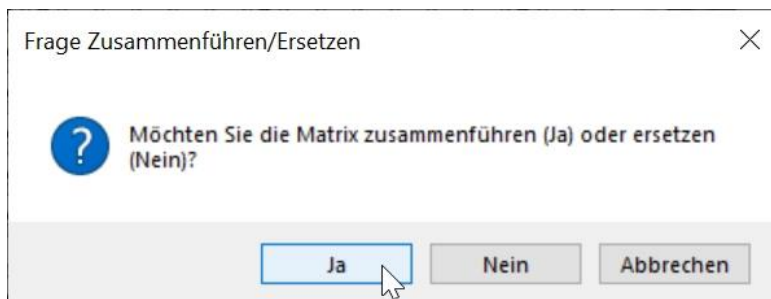 Frage Zusammenführen/Ersetzen
Möchten Sie die Matrix zusammenführen (Ja) oder ersetzen
(Nein)?
Ja
Nein
Abbrechen